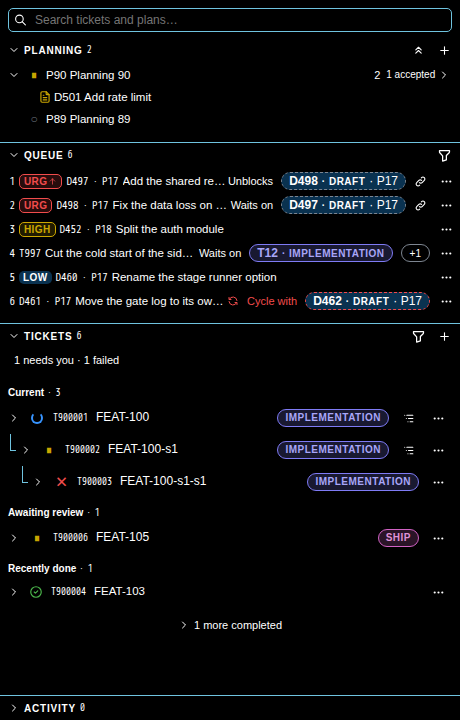 Search tickets and plans…
PLANNING 2
P90 Planning 90 2 1 accepted
D501 Add rate limit
P89 Planning 89
QUEUE 6
1 URG ↑ D497 · P17 Add the shared re… Unblocks D498 · DRAFT · P17
2 URG D498 · P17 Fix the data loss on … Waits on D497 · DRAFT · P17
3 HIGH D452 · P18 Split the auth module
4 T997 Cut the cold start of the sid… Waits on T12 · IMPLEMENTATION +1
5 LOW D460 · P17 Rename the stage runner option
6 D461 · P17 Move the gate log to its ow… Cycle with D462 · DRAFT · P17
TICKETS 6
1 needs you · 1 failed
Current · 3
T900001 FEAT-100 IMPLEMENTATION
T900002 FEAT-100-s1 IMPLEMENTATION
T900003 FEAT-100-s1-s1 IMPLEMENTATION
Awaiting review · 1
T900006 FEAT-105 SHIP
Recently done · 1
T900004 FEAT-103
1 more completed
ACTIVITY 0